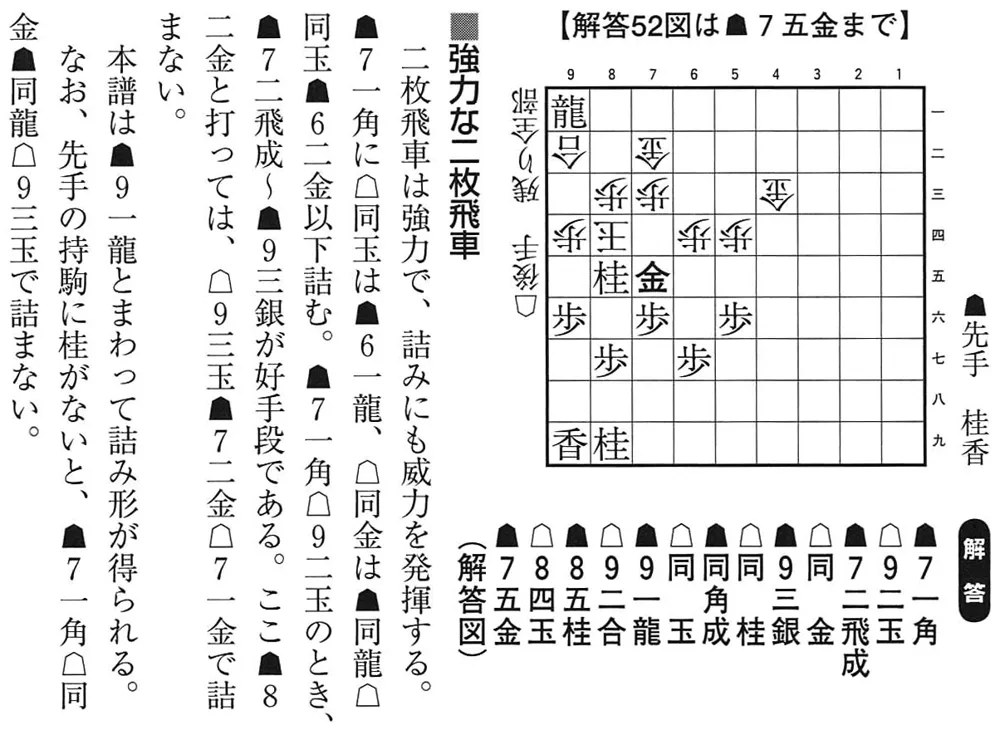 【解答52図は☗7五金まで】
9 8 7 6 5 4 3 2 1
龍 一
合 金 二
歩 歩 金 三
歩 王 歩 歩 四
桂 金 五
歩 歩 歩 六
歩 歩 七
八
香 桂 九
☖後手 残り全部
☗先手 桂香
解答
☗7一角
☖9二玉
☗7二飛成
☖同金
☗9三銀
☖同桂
☗同角成
☖同玉
☗9一龍
☖9二合
☗8五桂
☖8四玉
☗7五金
(解答図)
強力な二枚飛車
二枚飛車は強力で、詰みにも威力を発揮する。
☗7一角に☖同玉は☗6一龍、☖同金は☗同龍☖
同玉☗6二金以下詰む。☗7一角☖9二玉のとき、
☗7二飛成〜☗9三銀が好手段である。ここ☗8
二金と打っては、☖9三玉☗7二金☖7一金で詰
まない。
本譜は☗9一龍とまわって詰み形が得られる。
なお、先手の持駒に桂がないと、☗7一角☖同
金☗同龍☖9三玉で詰まない。